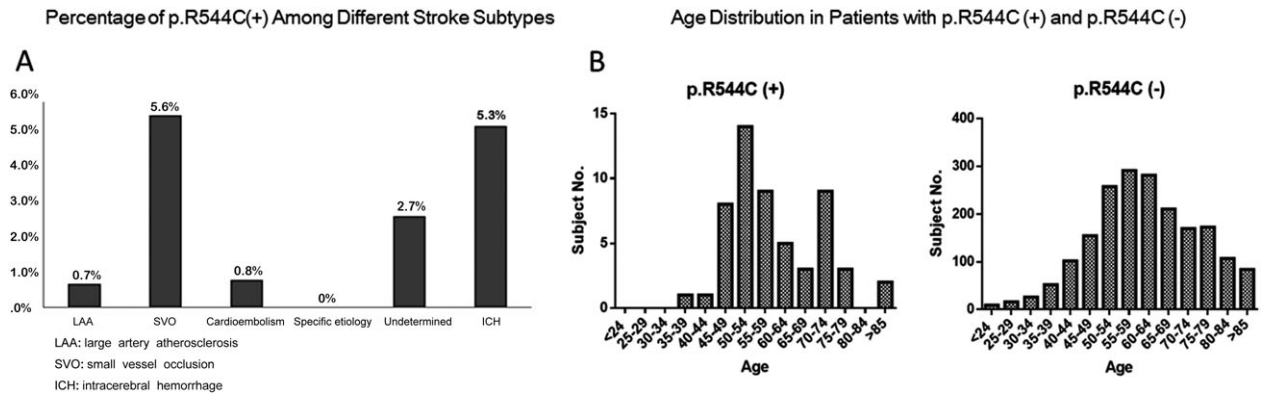 Percentage of p.R544C(+) Among Different Stroke Subtypes
Age Distribution in Patients with p.R544C (+) and p.R544C (-)
A
6.0%
5.0%
4.0%
3.0%
2.0%
1.0%
.0%
0.7%
5.6%
0.8%
0%
2.7%
5.3%
LAA
SVO
Cardioembolism
Specific etiology
Undetermined
ICH
LAA: large artery atherosclerosis
SVO: small vessel occlusion
ICH: intracerebral hemorrhage
B
p.R544C (+)
Subject No.
15
10
5
0
<24
25-29
30-34
35-39
40-44
45-49
50-54
55-59
60-64
65-69
70-74
75-79
80-84
>85
Age
p.R544C (-)
Subject No.
400
300
200
100
0
<24
25-29
30-34
35-39
40-44
45-49
50-54
55-59
60-64
65-69
70-74
75-79
80-84
>85
Age